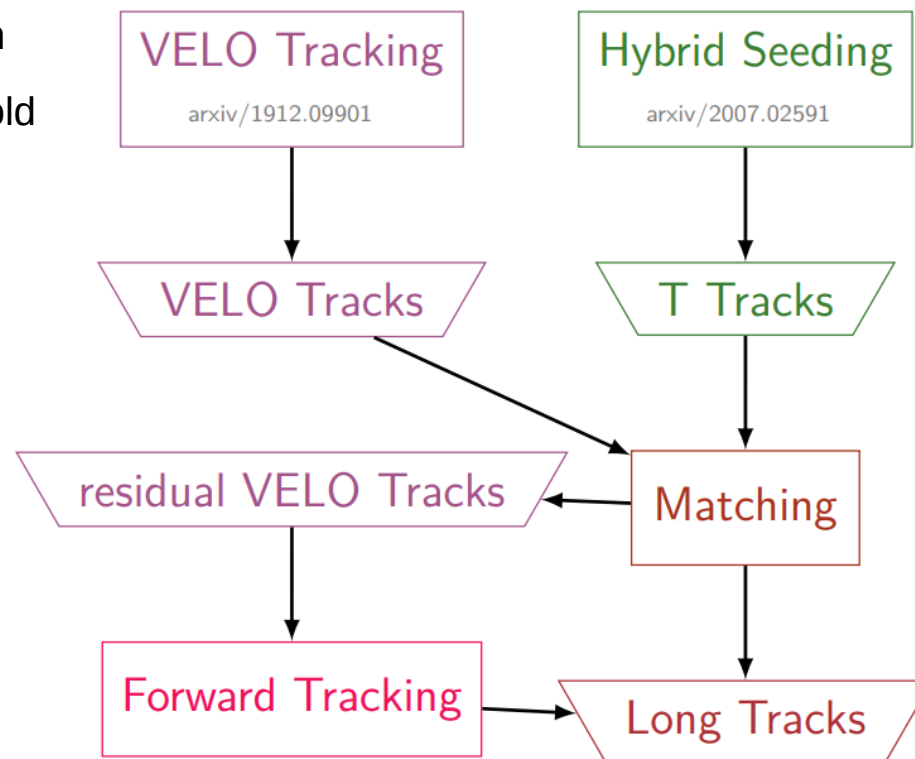 VELO Tracking
arxiv/1912.09901
Hybrid Seeding
arxiv/2007.02591
VELO Tracks
T Tracks
residual VELO Tracks
Matching
Forward Tracking
Long Tracks